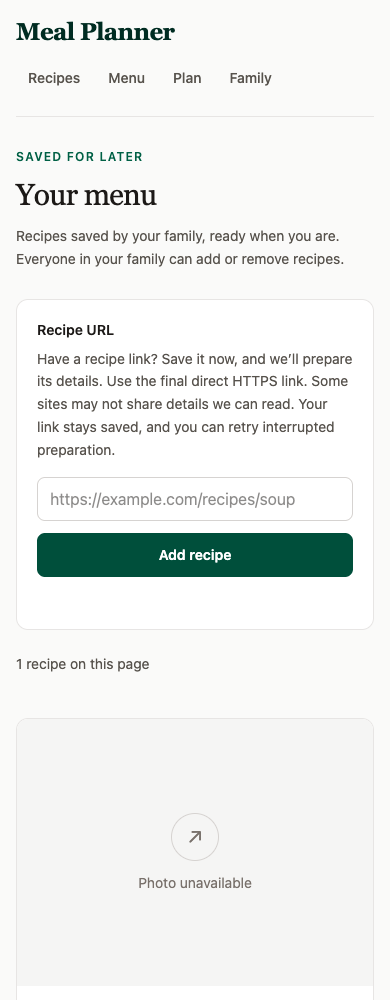 Meal Planner
Recipes Menu Plan Family
SAVED FOR LATER
Your menu
Recipes saved by your family, ready when you are.
Everyone in your family can add or remove recipes.
Recipe URL
Have a recipe link? Save it now, and we’ll prepare
its details. Use the final direct HTTPS link. Some
sites may not share details we can read. Your
link stays saved, and you can retry interrupted
preparation.
https://example.com/recipes/soup
Add recipe
1 recipe on this page
Photo unavailable